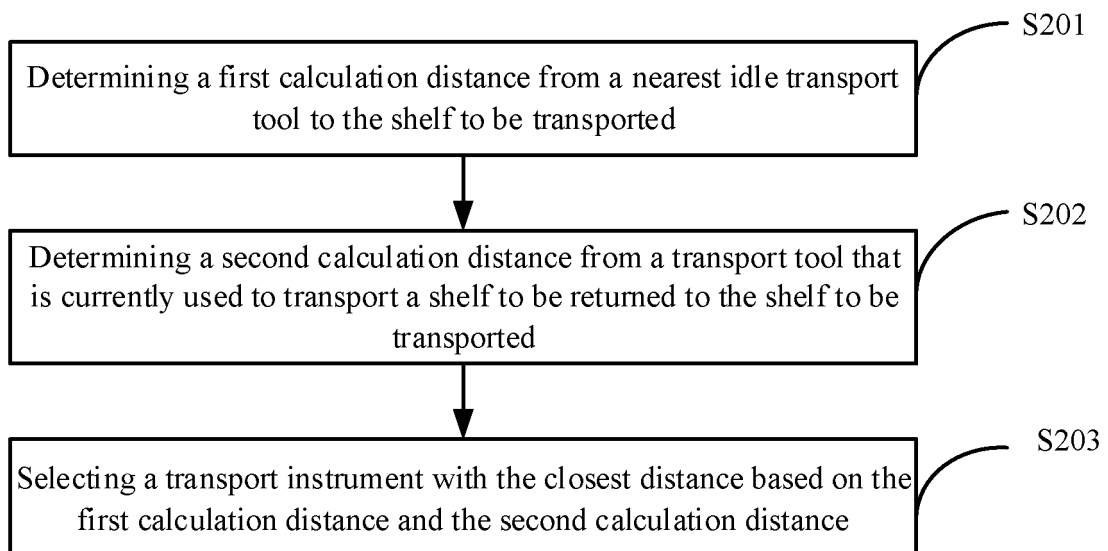 S201
Determining a first calculation distance from a nearest idle transport
tool to the shelf to be transported
S202
Determining a second calculation distance from a transport tool that
is currently used to transport a shelf to be returned to the shelf to be
transported
S203
Selecting a transport instrument with the closest distance based on the
first calculation distance and the second calculation distance